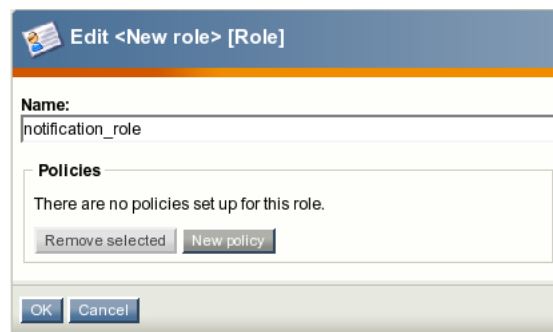 Edit <New role> [Role]
Name:
notification_role
Policies
There are no policies set up for this role.
Remove selected New policy
OK Cancel